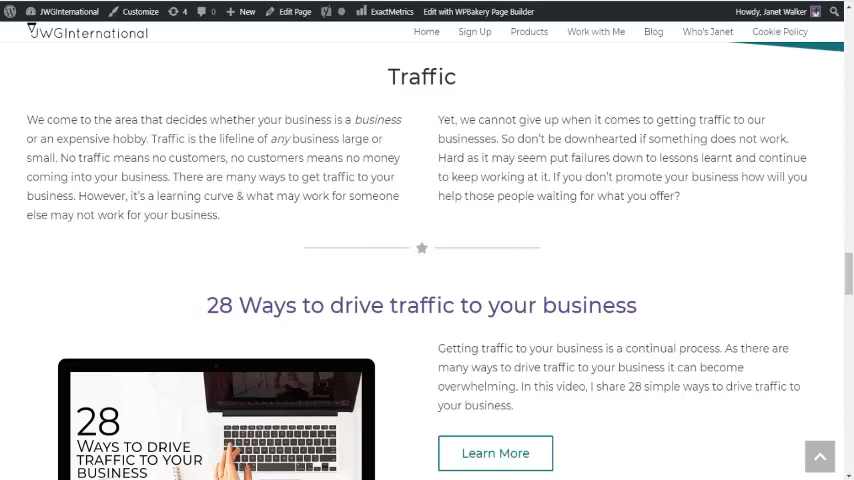 JWGInternational Customize 4 0 New Edit Page ExactMetrics Edit with WPBakery Page Builder Howdy, Janet Walker
JWGInternational Home Sign Up Products Work with Me Blog Who's Janet Cookie Policy
Traffic
We come to the area that decides whether your business is a business
or an expensive hobby. Traffic is the lifeline of any business large or
small. No traffic means no customers, no customers means no money
coming into your business. There are many ways to get traffic to your
business. However, it's a learning curve & what may work for someone
else may not work for your business.
Yet, we cannot give up when it comes to getting traffic to our
businesses. So don't be downhearted if something does not work.
Hard as it may seem put failures down to lessons learnt and continue
to keep working at it. If you don't promote your business how will you
help those people waiting for what you offer?
28 Ways to drive traffic to your business
28
WAYS TO DRIVE
TRAFFIC TO YOUR
BUSINESS
Getting traffic to your business is a continual process. As there are
many ways to drive traffic to your business it can become
overwhelming. In this video, I share 28 simple ways to drive traffic to
your business.
Learn More